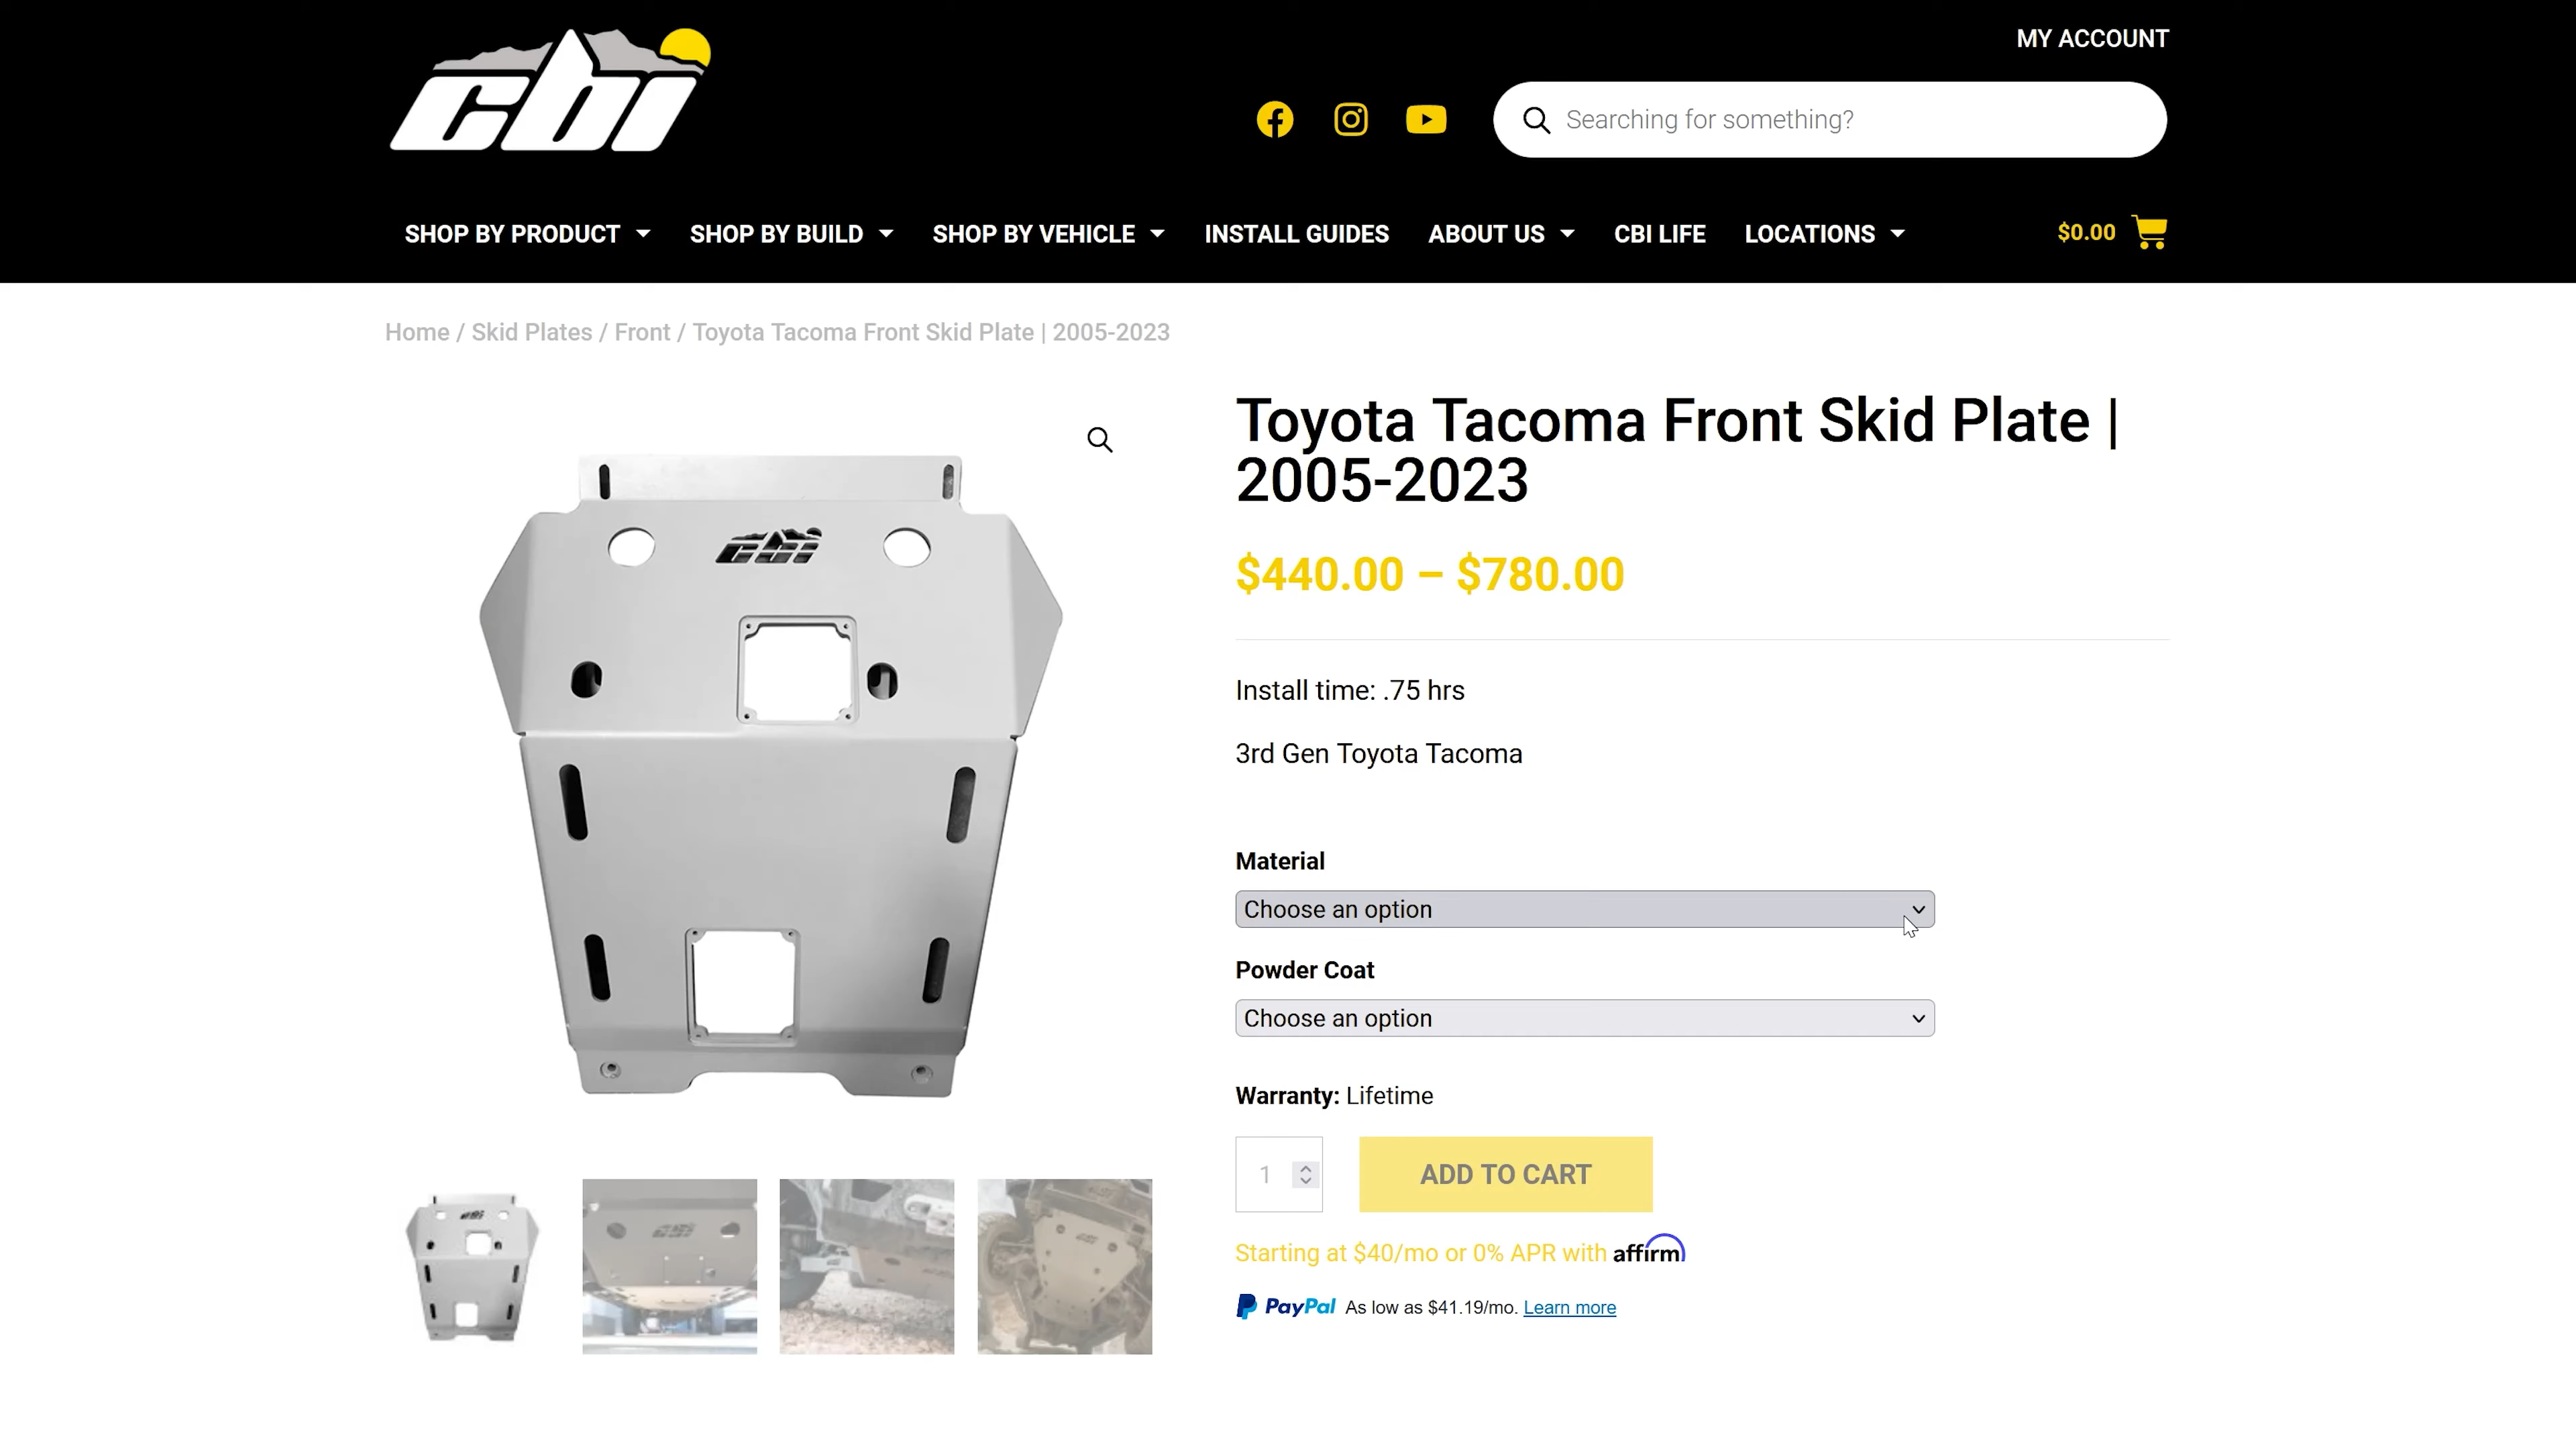 cbi
MY ACCOUNT
Searching for something?
SHOP BY PRODUCT SHOP BY BUILD SHOP BY VEHICLE INSTALL GUIDES ABOUT US CBI LIFE LOCATIONS $0.00
Home / Skid Plates / Front / Toyota Tacoma Front Skid Plate | 2005-2023
cbi
Toyota Tacoma Front Skid Plate |
2005-2023
$440.00 – $780.00
Install time: .75 hrs
3rd Gen Toyota Tacoma
Material
Choose an option
Powder Coat
Choose an option
Warranty: Lifetime
1 ADD TO CART
Starting at $40/mo or 0% APR with affirm
PayPal As low as $41.19/mo. Learn more
cbi
cbi
cbi